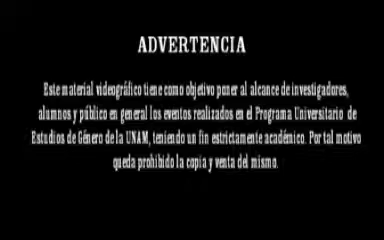 ADVERTENCIA
Este material videográfico tiene como objetivo poner al alcance de investigadores,
alumnos y público en general los eventos realizados en el Programa Universitario de
Estudios de Género de la UNAM, teniendo un fin estrictamente académico. Por tal motivo
queda prohibido la copia y venta del mismo.